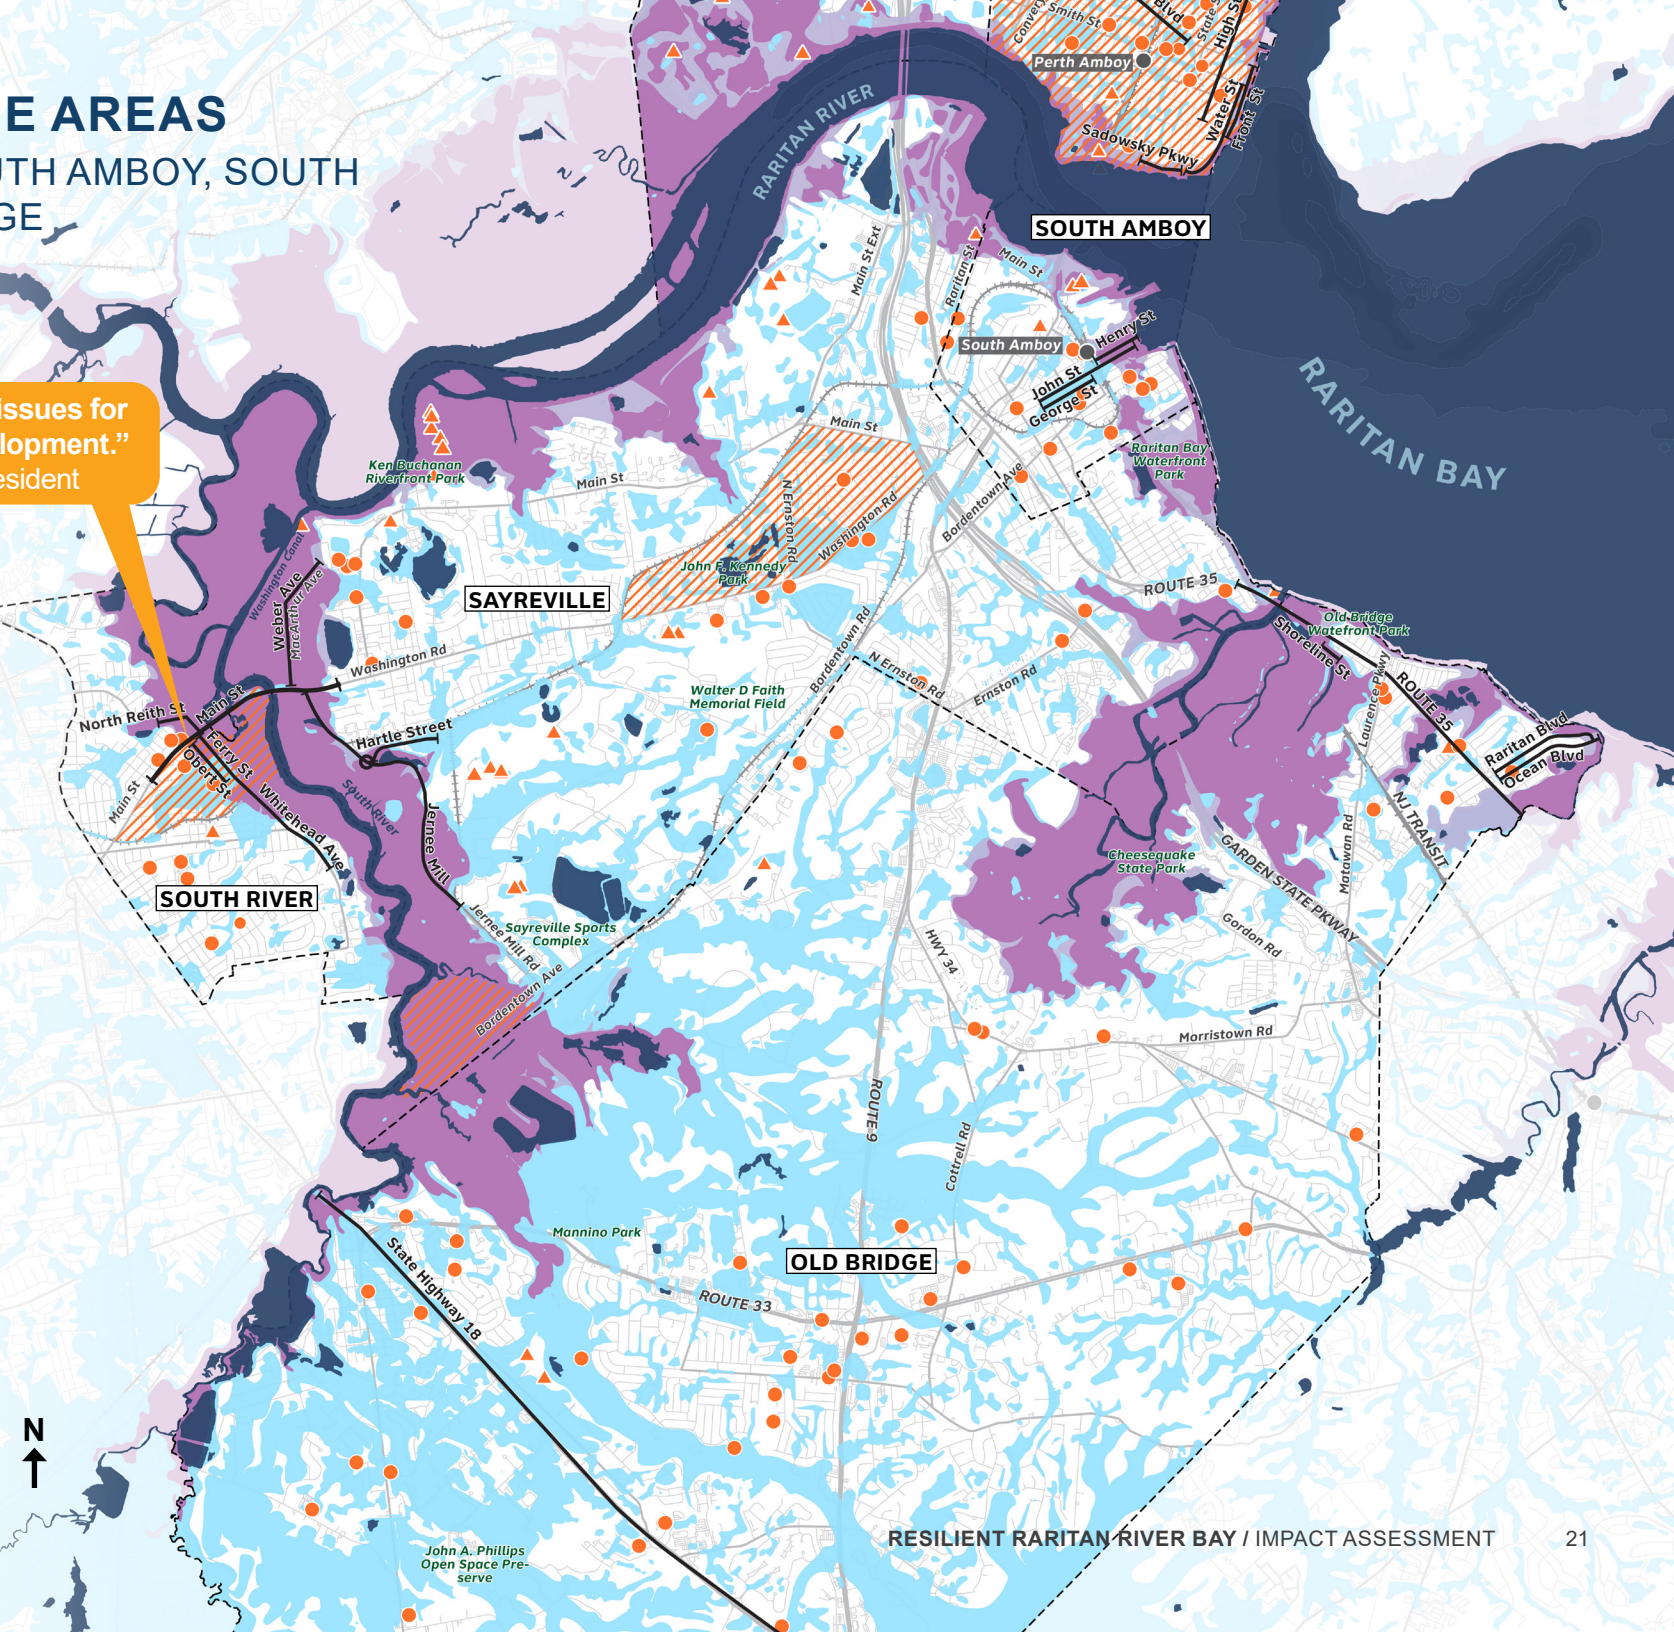 E AREAS
UTH AMBOY, SOUTH
GE
issues for
lopment.”
esident
Smith St
Blvd
State S
High S
Perth Amboy
Water St
Front St
Sadowsky Pkwy
RARITAN RIVER
SOUTH AMBOY
Main St Ext
Raritan St
Main St
South Amboy
Henry St
John St
George St
RARITAN BAY
Main St
Raritan Bay
Waterfront
Park
Ken Buchanan
Riverfront Park
Main St
N Ernston Rd
Washington Rd
Bordentown Ave
John F. Kennedy
Park
Washington Canal
Weber Ave
MacArthur Ave
SAYREVILLE
ROUTE 35
Old Bridge
Watefront Park
Shoreline St
Washington Rd
Bordentown Rd
N Ernston Rd
Ernston Rd
Laurence Pkwy
ROUTE 35
Walter D Faith
Memorial Field
North Reith St
Main St
Hartle Street
Ferry St
Obert St
Raritan Blvd
Ocean Blvd
Main St
Whitehead Ave
South River
Jernee Mill
NJ TRANSIT
Matawan Rd
GARDEN STATE PKWY
Cheesequake
State Park
SOUTH RIVER
Jernee Mill Rd
Sayreville Sports
Complex
Gordon Rd
HWY 34
Bordentown Ave
Morristown Rd
ROUTE 9
Cottrell Rd
Mannino Park
State Highway 18
OLD BRIDGE
ROUTE 33
N
John A. Phillips
Open Space Pre-
serve
RESILIENT RARITAN RIVER BAY / IMPACT ASSESSMENT 21